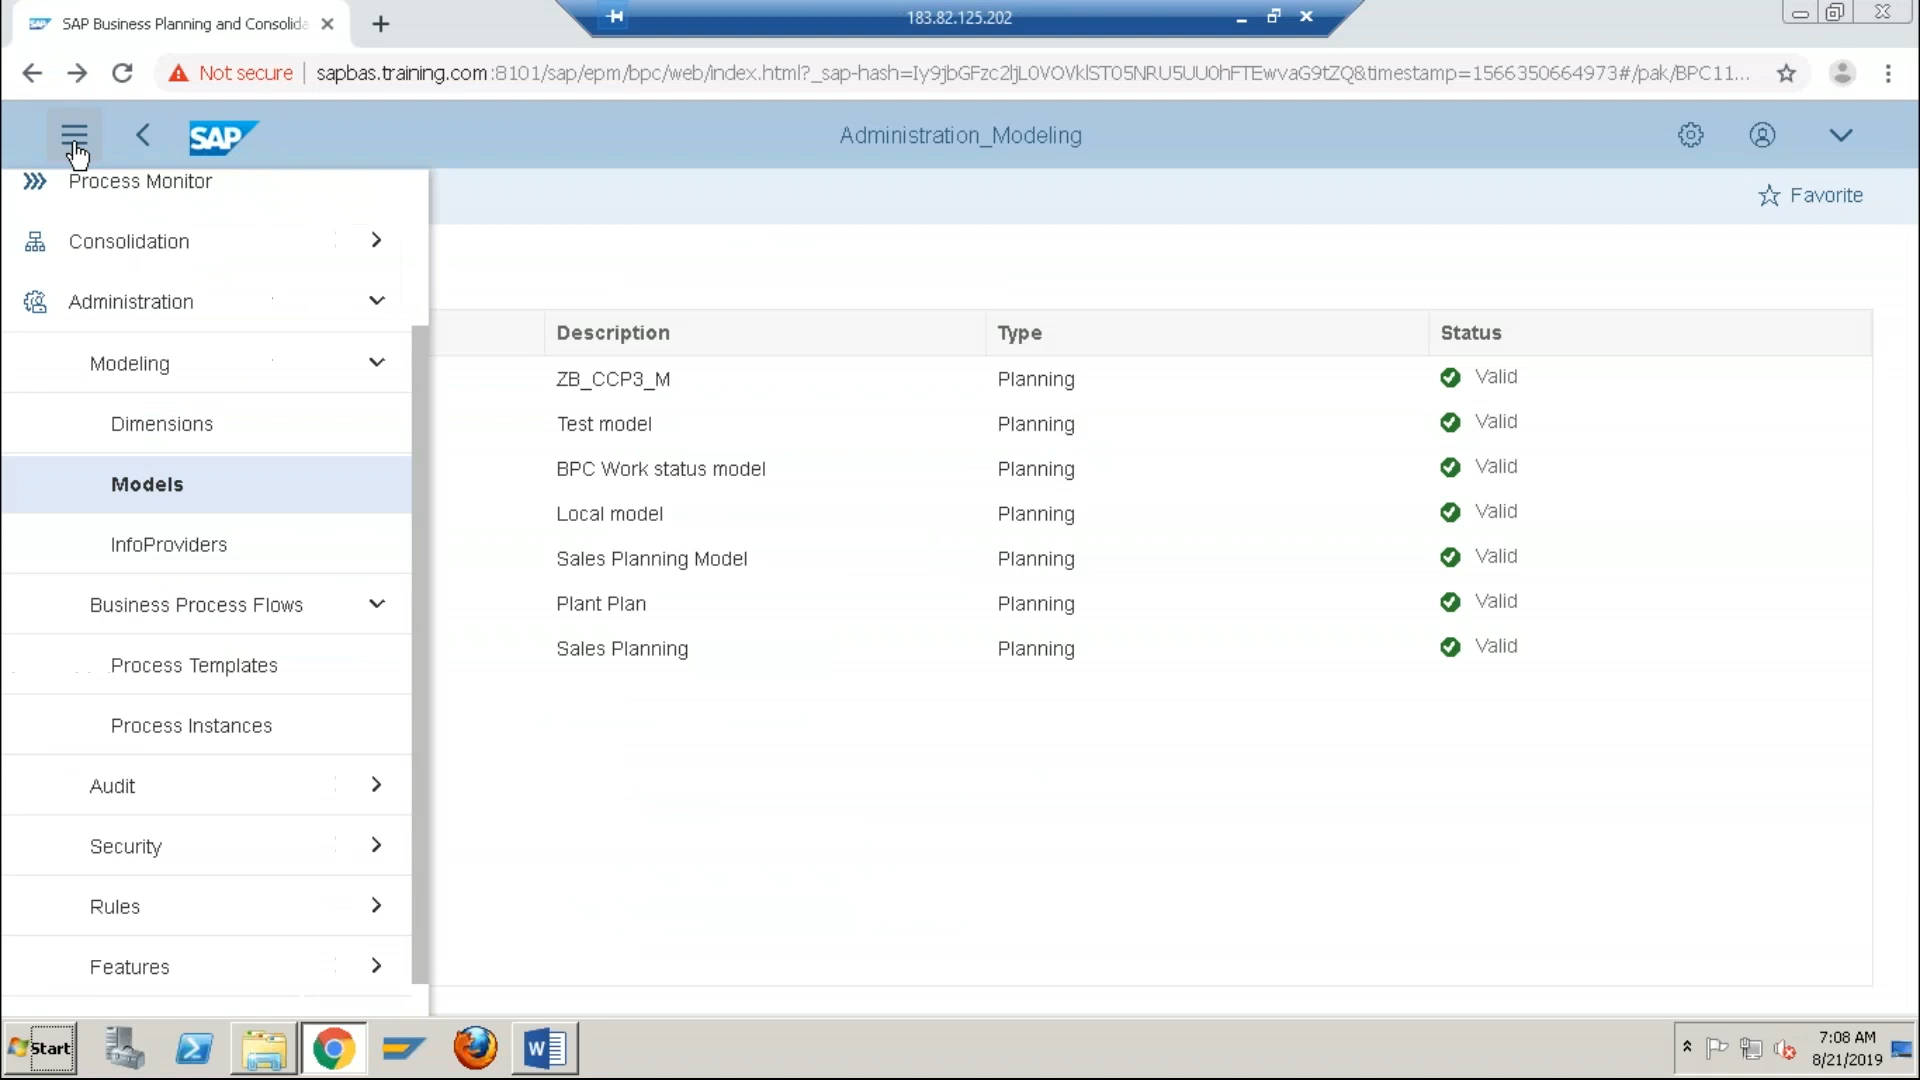 SAP Business Planning and Consolida
183.82.125.202
Not secure
sapbas.training.com:8101/sap/epm/bpc/web/index.html?_sap-hash=Iy9jbGFzc2ljL0VOVklST05NRU5UU0hFTEwvaG9tZQ&timestamp=1566350664973#/pak/BPC11...
SAP
Administration_Modeling
Process Monitor
Favorite
Consolidation
Administration
Description Type Status
Modeling
ZB_CCP3_M Planning Valid
Dimensions
Test model Planning Valid
BPC Work status model Planning Valid
Models
Local model Planning Valid
InfoProviders
Sales Planning Model Planning Valid
Business Process Flows
Plant Plan Planning Valid
Sales Planning Planning Valid
Process Templates
Process Instances
Audit
Security
Rules
Features
Start
7:08 AM
8/21/2019